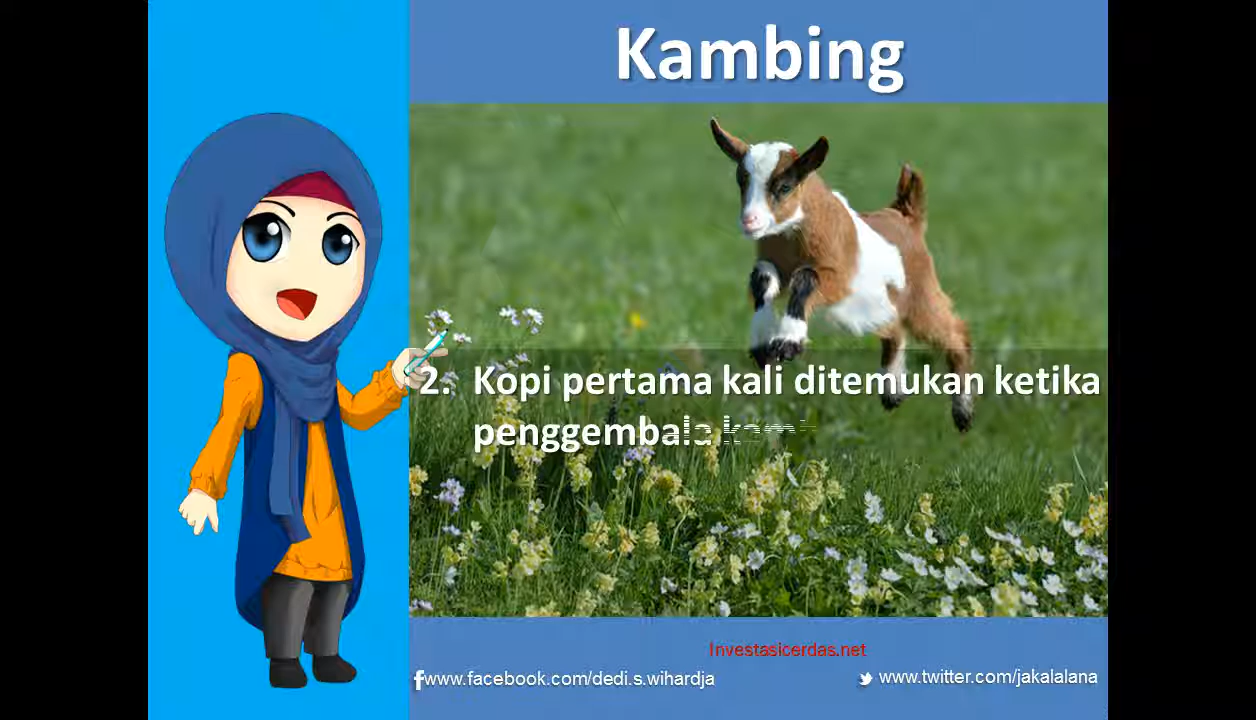 Kambing
2. Kopi pertama kali ditemukan ketika
penggembala
Investasicerdas.net
www.facebook.com/dedi.s.wihardja
www.twitter.com/jakalalana